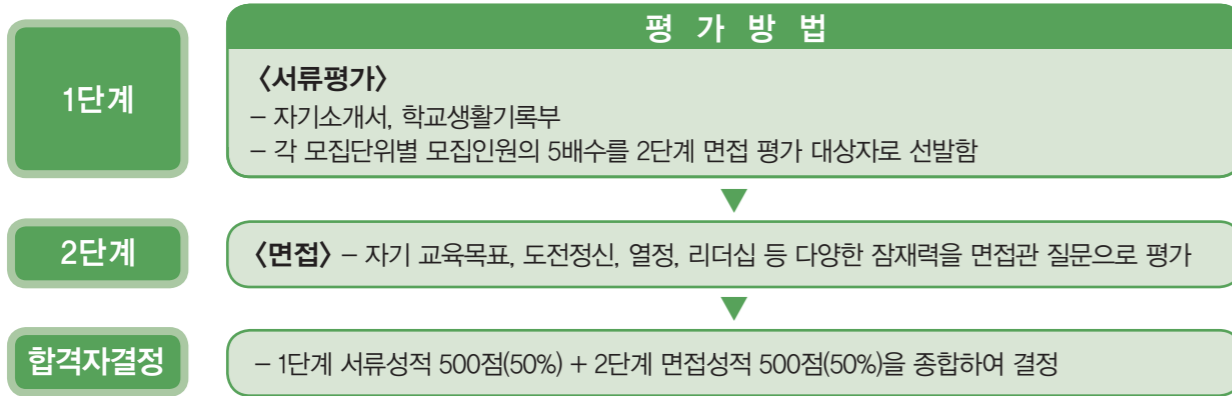 평 가 방 법
1단계
〈서류평가〉
– 자기소개서, 학교생활기록부
– 각 모집단위별 모집인원의 5배수를 2단계 면접 평가 대상자로 선발함
2단계
〈면접〉 – 자기 교육목표, 도전정신, 열정, 리더십 등 다양한 잠재력을 면접관 질문으로 평가
합격자결정
– 1단계 서류성적 500점(50%) + 2단계 면접성적 500점(50%)을 종합하여 결정